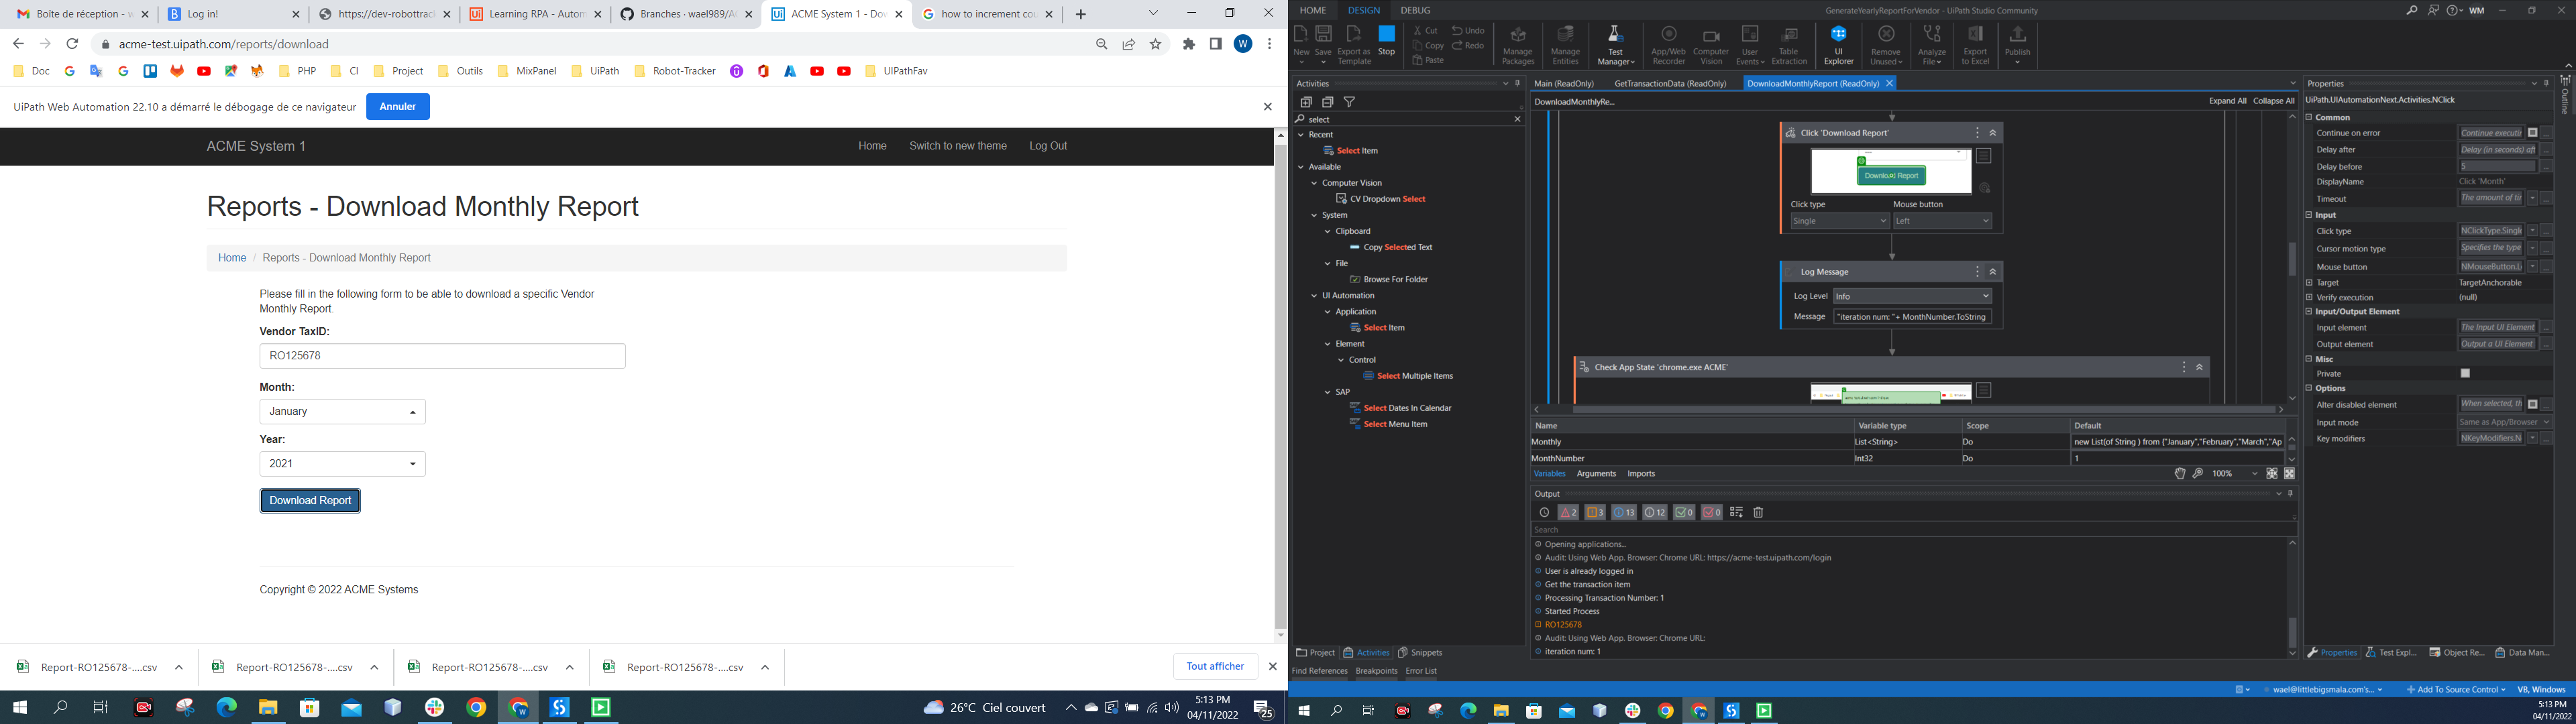 Boîte de réception - w
Log in!
https://dev-robottrack
Learning RPA - Autom
Branches · wael989/A
ACME System 1 - Dow
how to increment cou
acme-test.uipath.com/reports/download
Doc
CI
PHP
Project
Outils
MixPanel
UiPath
Robot-Tracker
UIPathFav
UiPath Web Automation 22.10 a démarré le débogage de ce navigateur
Annuler
ACME System 1
Home
Switch to new theme
Log Out
Reports - Download Monthly Report
Home / Reports - Download Monthly Report
Please fill in the following form to be able to download a specific Vendor
Monthly Report.
Vendor TaxID:
RO125678
Month:
January
Year:
2021
Download Report
Copyright © 2022 ACME Systems
Report-RO125678-....csv
Report-RO125678-....csv
Report-RO125678-....csv
Report-RO125678-....csv
Tout afficher
26°C Ciel couvert
5:13 PM
04/11/2022
25
HOME
DESIGN
DEBUG
GenerateYearlyReportForVendor - UiPath Studio Community
WM
New
Save
Export as Template
Stop
Cut
Copy
Paste
Undo
Redo
Manage Packages
Manage Entities
Test Manager
App/Web Recorder
Computer Vision
User Events
Table Extraction
UI Explorer
Remove Unused
Analyze File
Export to Excel
Publish
Activities
select
Recent
Select Item
Available
Computer Vision
CV Dropdown Select
System
Clipboard
Copy Selected Text
File
Browse For Folder
UI Automation
Application
Select Item
Element
Control
Select Multiple Items
SAP
Select Dates In Calendar
Select Menu Item
Project
Activities
Snippets
Find References
Breakpoints
Error List
Main (ReadOnly)
GetTransactionData (ReadOnly)
DownloadMonthlyReport (ReadOnly)
DownloadMonthlyRe...
Expand All
Collapse All
Click 'Download Report'
Download Report
Click type
Mouse button
Single
Left
Log Message
Log Level
Info
Message
"iteration num: "+ MonthNumber.ToString
Check App State 'chrome.exe ACME'
Name
Variable type
Scope
Default
Monthly
List<String>
Do
new List(of String ) from {"January","February","March","Ap
MonthNumber
Int32
Do
1
Variables
Arguments
Imports
100%
Output
2
3
13
12
0
0
Search
Opening applications...
Audit: Using Web App. Browser: Chrome URL: https://acme-test.uipath.com/login
User is already logged in
Get the transaction item
Processing Transaction Number: 1
Started Process
RO125678
Audit: Using Web App. Browser: Chrome URL:
iteration num: 1
Properties
UiPath.UIAutomationNext.Activities.NClick
Common
Continue on error
Continue executi
Delay after
Delay (in seconds) aft
Delay before
5
DisplayName
Click 'Month'
Timeout
The amount of tir
Input
Click type
NClickType.Single
Cursor motion type
Specifies the type
Mouse button
NMouseButton.L
Target
TargetAnchorable
Verify execution
(null)
Input/Output Element
Input element
The Input UI Element
Output element
Output a UI Element
Misc
Private
Options
Alter disabled element
When selected, th
Input mode
Same as App/Browser
Key modifiers
NKeyModifiers.N
Outline
Properties
Test Expl...
Object Re...
Data Man...
wael@littlebigsmala.com's...
Add To Source Control
VB, Windows
5:13 PM
04/11/2022